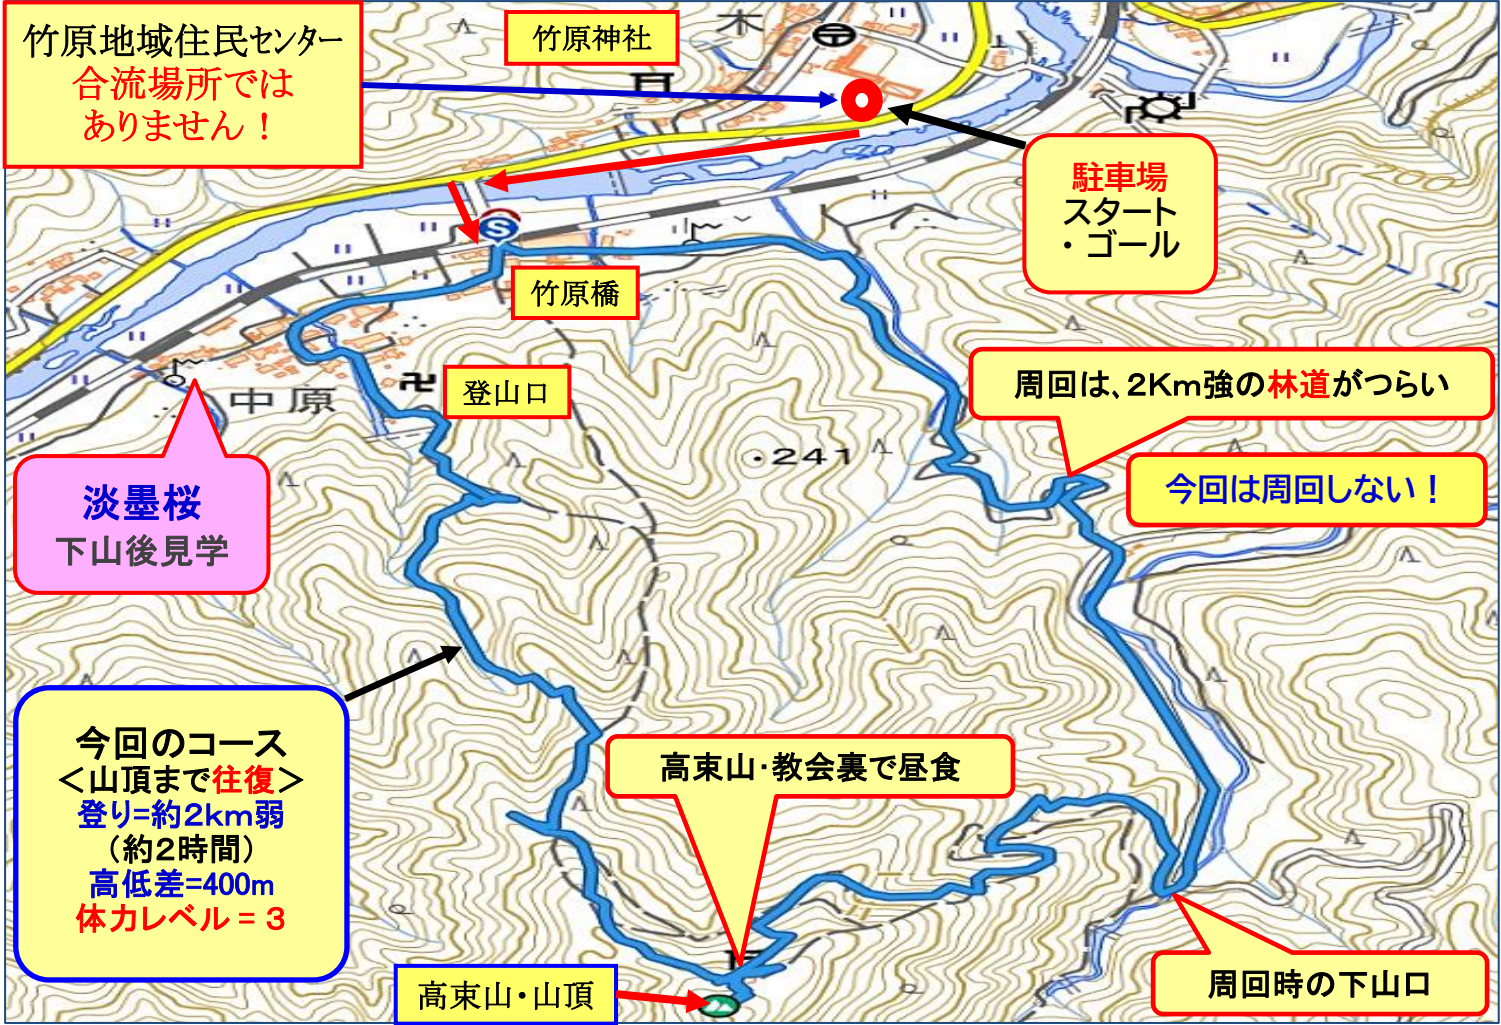 竹原地域住民センター
合流場所では
ありません！
竹原神社
木
駐車場
スタート
・ゴール
200
S
竹原橋
登山口
中原
周回は、2Km強の林道がつらい
・241
今回は周回しない！
淡墨桜
下山後見学
今回のコース
＜山頂まで往復＞
登り=約2km弱
（約2時間）
高低差=400m
体力レベル＝3
高束山・教会裏で昼食
高束山・山頂
周回時の下山口